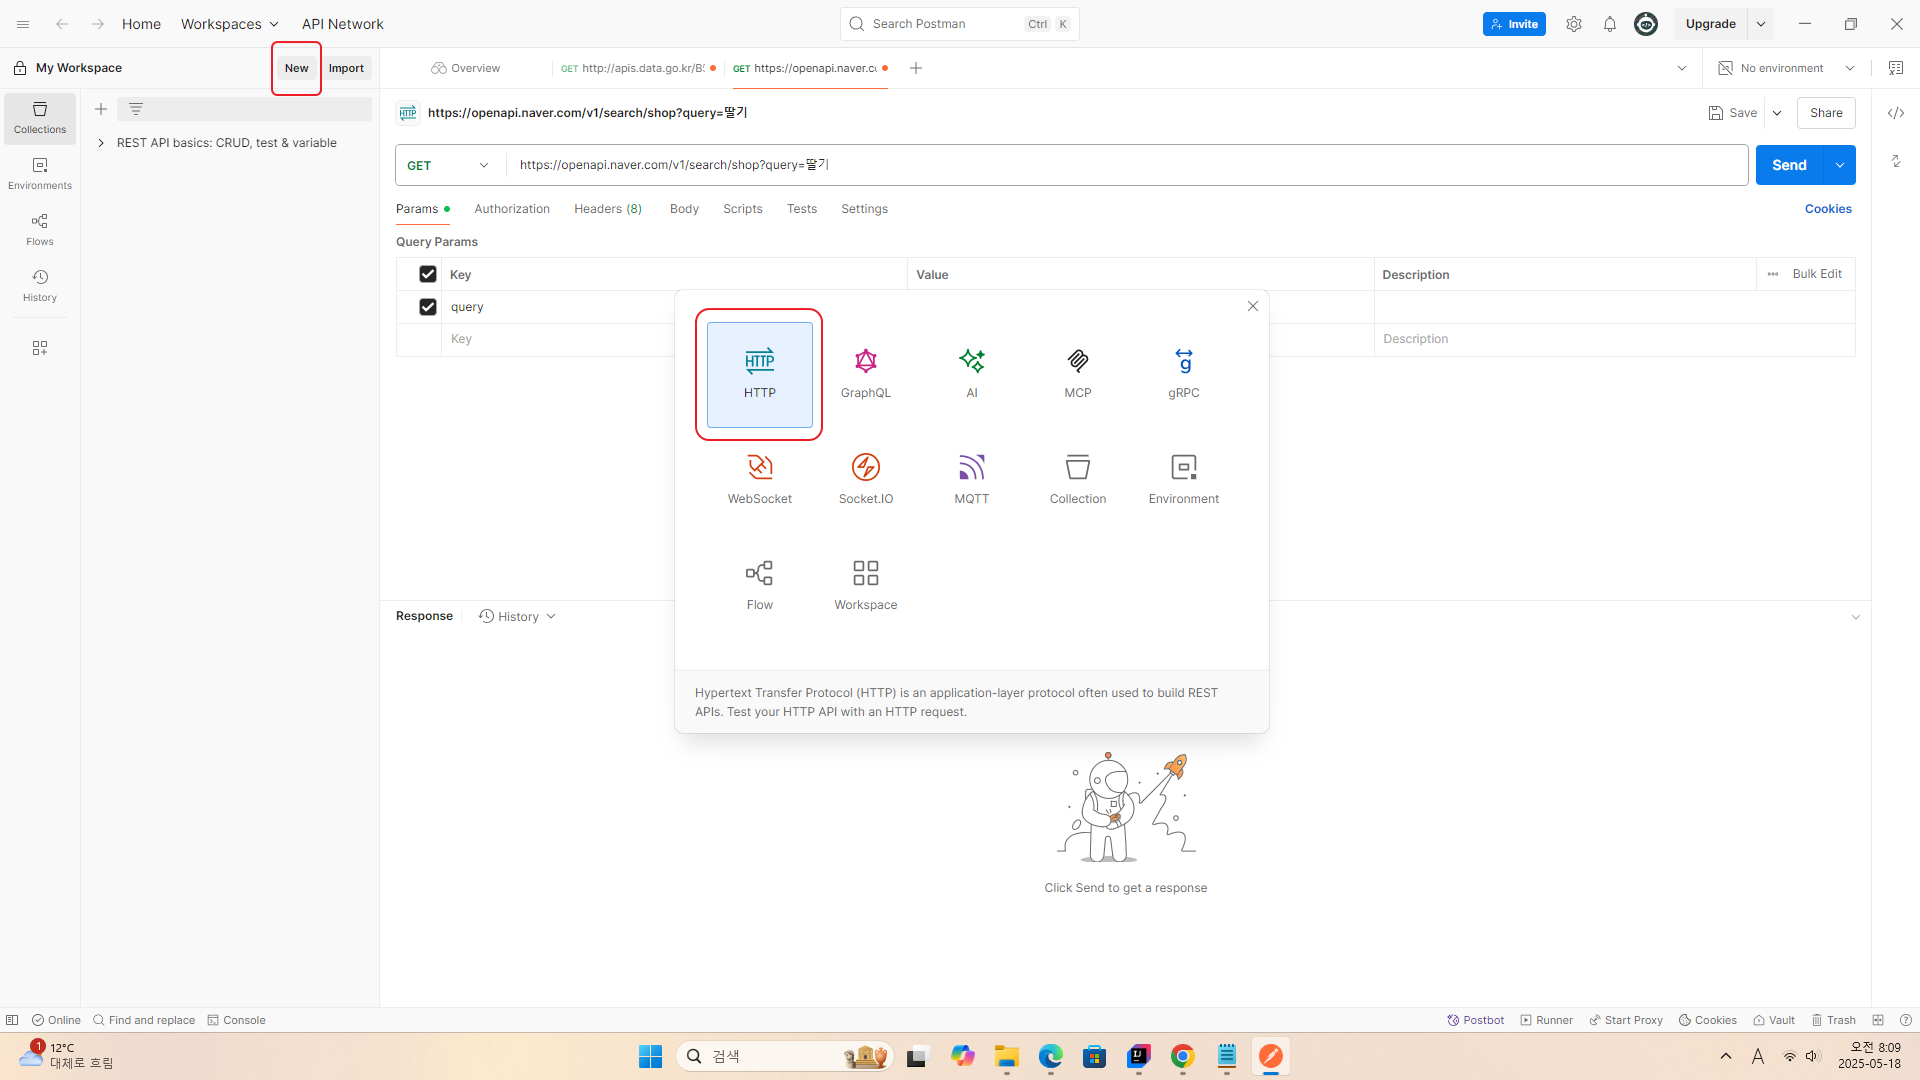 Home
Workspaces
API Network
Search Postman
Ctrl
K
Invite
Upgrade
My Workspace
New
Import
Overview
GET http://apis.data.go.kr/B
GET https://openapi.naver.c
No environment
Collections
Environments
Flows
History
REST API basics: CRUD, test & variable
HTTP
https://openapi.naver.com/v1/search/shop?query=딸기
Save
Share
GET
https://openapi.naver.com/v1/search/shop?query=딸기
Send
Params
Authorization
Headers (8)
Body
Scripts
Tests
Settings
Cookies
Query Params
Key
Value
Description
Bulk Edit
query
Key
Description
HTTP
HTTP
GraphQL
AI
MCP
g
gRPC
WebSocket
Socket.IO
MQTT
Collection
Environment
Flow
Workspace
Hypertext Transfer Protocol (HTTP) is an application-layer protocol often used to build REST
APIs. Test your HTTP API with an HTTP request.
Response
History
Click Send to get a response
Online
Find and replace
Console
Postbot
Runner
Start Proxy
Cookies
Vault
Trash
1
12°C
대체로 흐림
검색
IJ
A
오전 8:09
2025-05-18